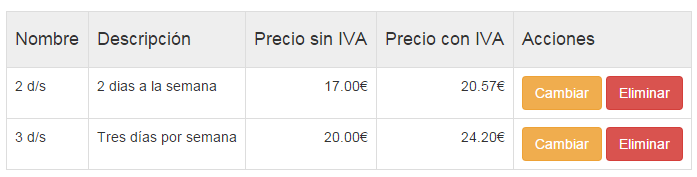 Nombre Descripción Precio sin IVA Precio con IVA Acciones
2 d/s 2 dias a la semana 17.00€ 20.57€ Cambiar Eliminar
3 d/s Tres días por semana 20.00€ 24.20€ Cambiar Eliminar